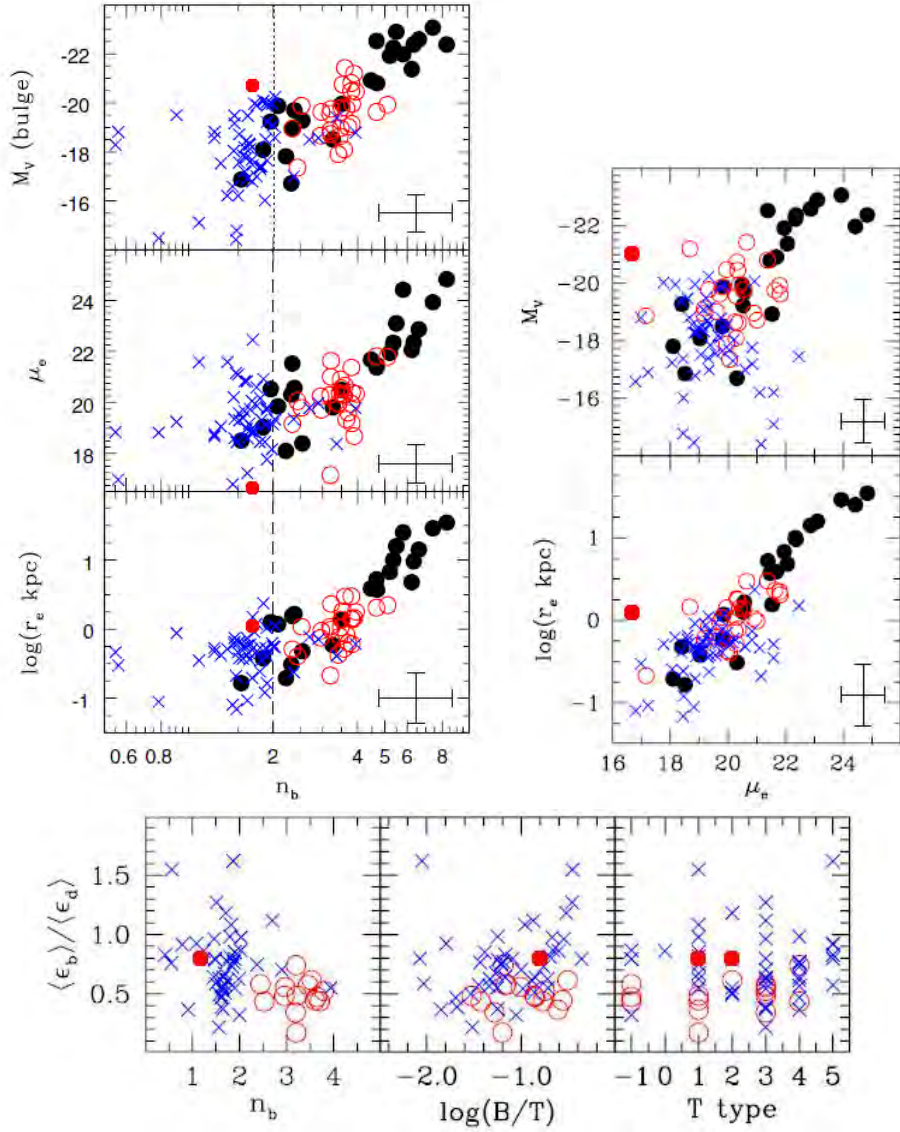 -22
-20
-18
-16
M_v (bulge)
24
22
20
18
μ_e
1
0
-1
log(r_e kpc)
0.6 0.8 2 4 6 8
n_b
-22
-20
-18
-16
M_v
1
0
-1
log(r_e kpc)
16 18 20 22 24
μ_e
1.5
1.0
0.5
⟨ϵ_b⟩/⟨ϵ_d⟩
0 1 2 3 4
n_b
-2.0 -1.0
log(B/T)
-1 0 1 2 3 4 5
T type